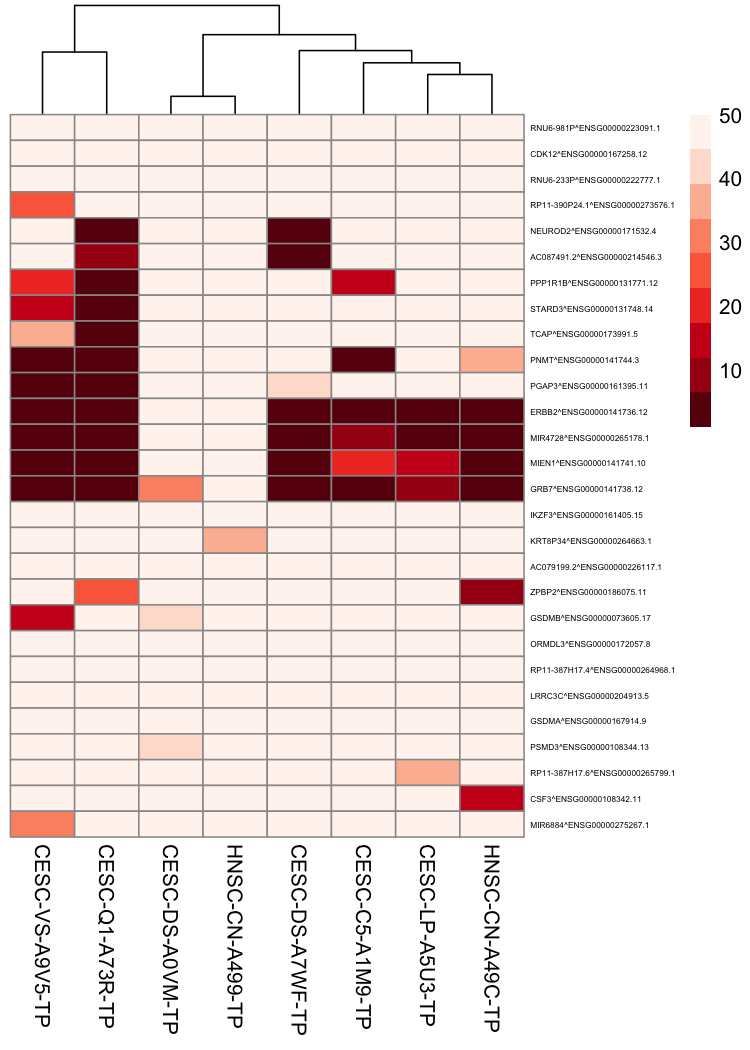 50
40
30
20
10
RNU6-981P^ENSG00000223091.1
CDK12^ENSG00000167258.12
RNU6-233P^ENSG00000222777.1
RP11-390P24.1^ENSG00000273576.1
NEUROD2^ENSG00000171532.4
AC087491.2^ENSG00000214546.3
PPP1R1B^ENSG00000131771.12
STARD3^ENSG00000131748.14
TCAP^ENSG00000173991.5
PNMT^ENSG00000141744.3
PGAP3^ENSG00000161395.11
ERBB2^ENSG00000141736.12
MIR4728^ENSG00000265178.1
MIEN1^ENSG00000141741.10
GRB7^ENSG00000141738.12
IKZF3^ENSG00000161405.15
KRT8P34^ENSG00000264663.1
AC079199.2^ENSG00000226117.1
ZPBP2^ENSG00000186075.11
GSDMB^ENSG00000073605.17
ORMDL3^ENSG00000172057.8
RP11-387H17.4^ENSG00000264968.1
LRRC3C^ENSG00000204913.5
GSDMA^ENSG00000167914.9
PSMD3^ENSG00000108344.13
RP11-387H17.6^ENSG00000265799.1
CSF3^ENSG00000108342.11
MIR6884^ENSG00000275267.1
CESC-VS-A9V5-TP
CESC-Q1-A73R-TP
CESC-DS-A0VM-TP
HNSC-CN-A499-TP
CESC-DS-A7WF-TP
CESC-C5-A1M9-TP
CESC-LP-A5U3-TP
HNSC-CN-A49C-TP